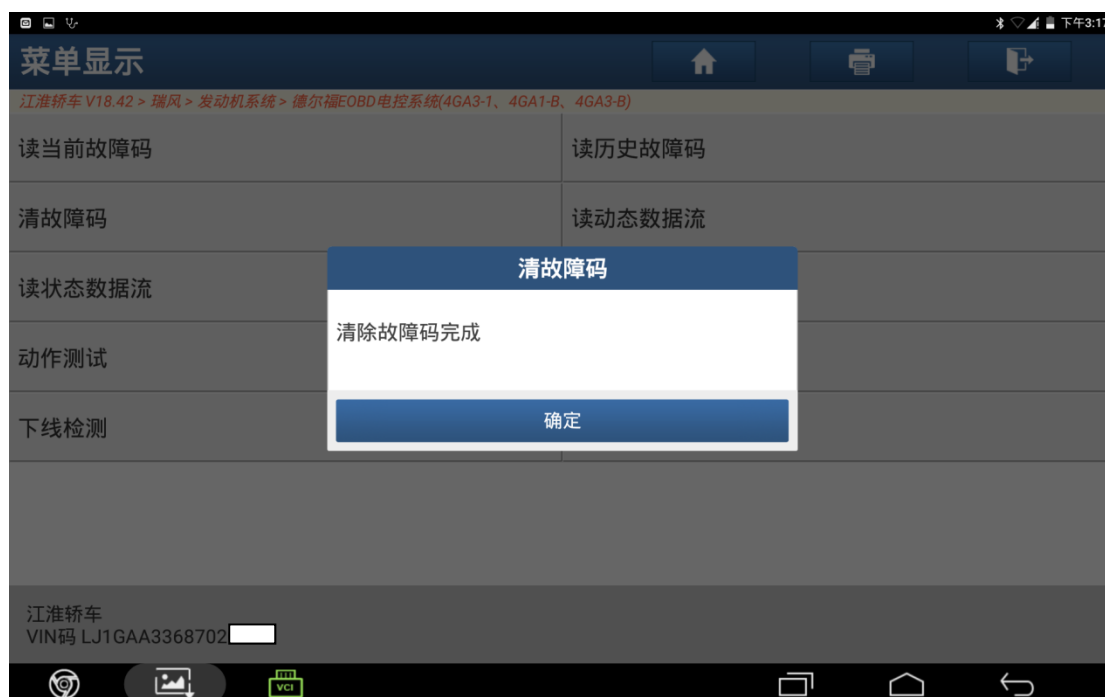 下午3:17
菜单显示
江淮轿车 V18.42 > 瑞风 > 发动机系统 > 德尔福EOBD电控系统(4GA3-1、4GA1-B、4GA3-B)
读当前故障码
读历史故障码
清故障码
读动态数据流
读状态数据流
动作测试
下线检测
清故障码
清除故障码完成
确定
江淮轿车
VIN码 LJ1GAA3368702
VCI